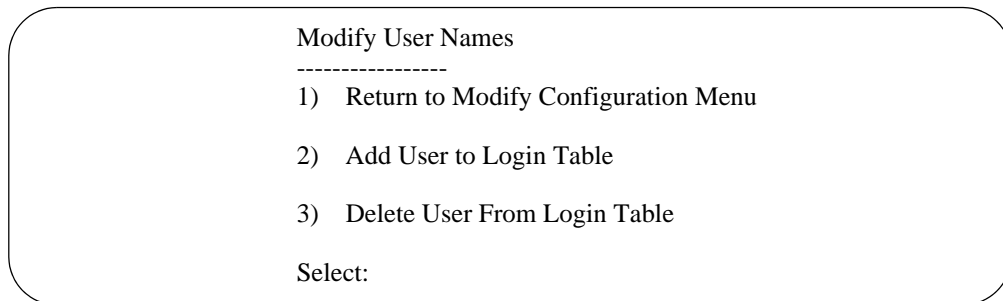 Modify User Names
-----------------
1) Return to Modify Configuration Menu
2) Add User to Login Table
3) Delete User From Login Table
Select: